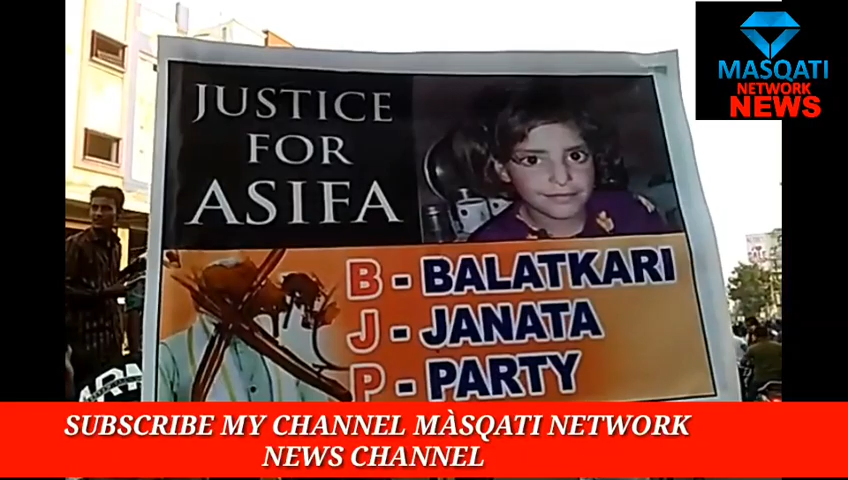 MASQATI
NETWORK
NEWS
JUSTICE
FOR
ASIFA
B - BALATKARI
J - JANATA
P - PARTY
SUBSCRIBE MY CHANNEL MÀSQATI NETWORK
NEWS CHANNEL